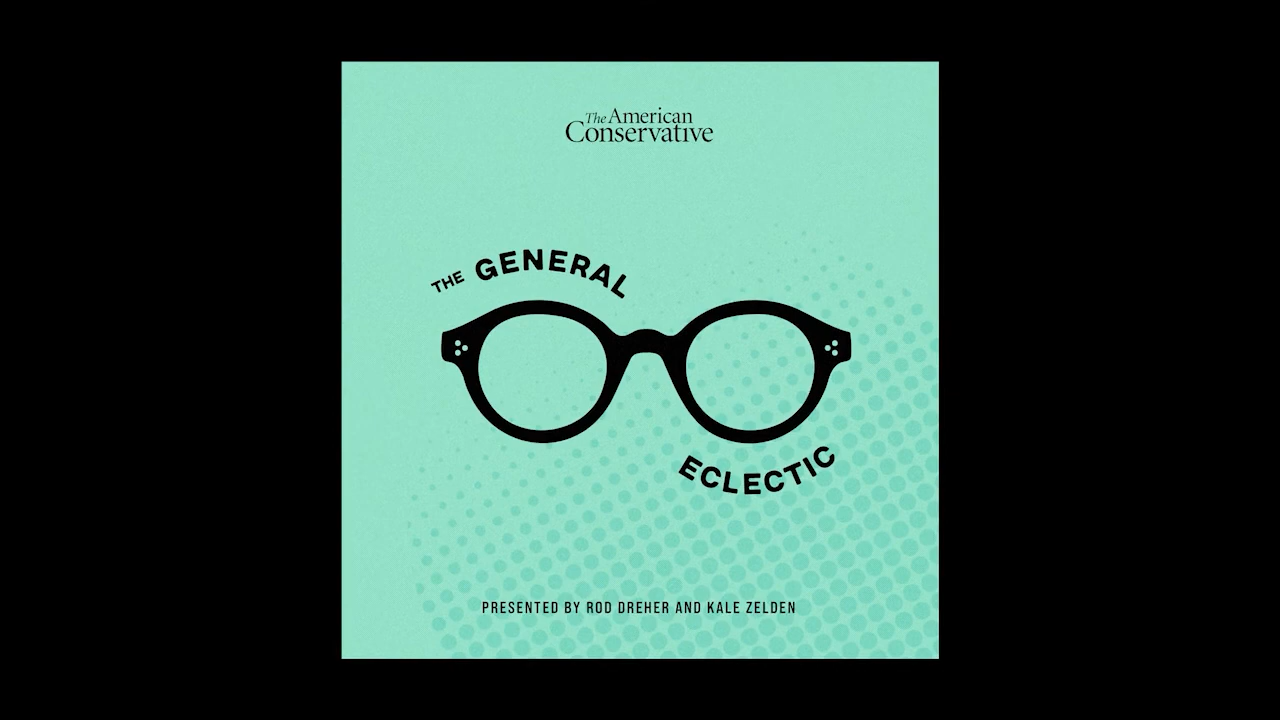 The American
Conservative
THE GENERAL
ECLECTIC
PRESENTED BY ROD DREHER AND KALE ZELDEN